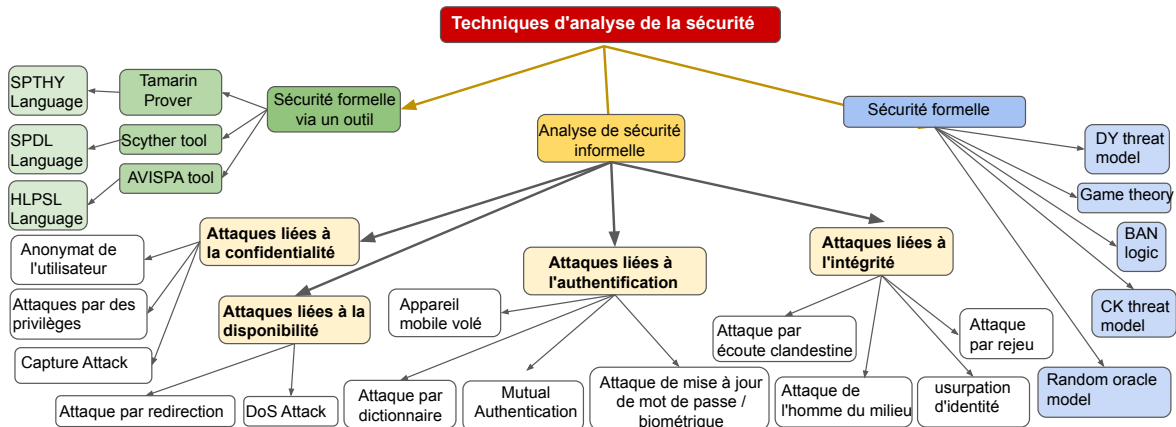 Techniques d'analyse de la sécurité
SPTHY
Language
Tamarin
Prover
Sécurité formelle
via un outil
SPDL
Language
Scyther tool
HLPSL
Language
AVISPA tool
Analyse de sécurité
informelle
Sécurité formelle
DY threat
model
Game theory
BAN
logic
CK threat
model
Random oracle
model
Attaques liées à
la confidentialité
Anonymat de
l'utilisateur
Attaques par des
privilèges
Capture Attack
Attaques liées à la
disponibilité
Attaque par redirection
DoS Attack
Attaques liées à
l'authentification
Appareil
mobile volé
Attaque par
dictionnaire
Mutual
Authentication
Attaque de mise à jour
de mot de passe /
biométrique
Attaques liées à
l'intégrité
Attaque par
écoute clandestine
Attaque de
l'homme du milieu
usurpation
d'identité
Attaque
par rejeu